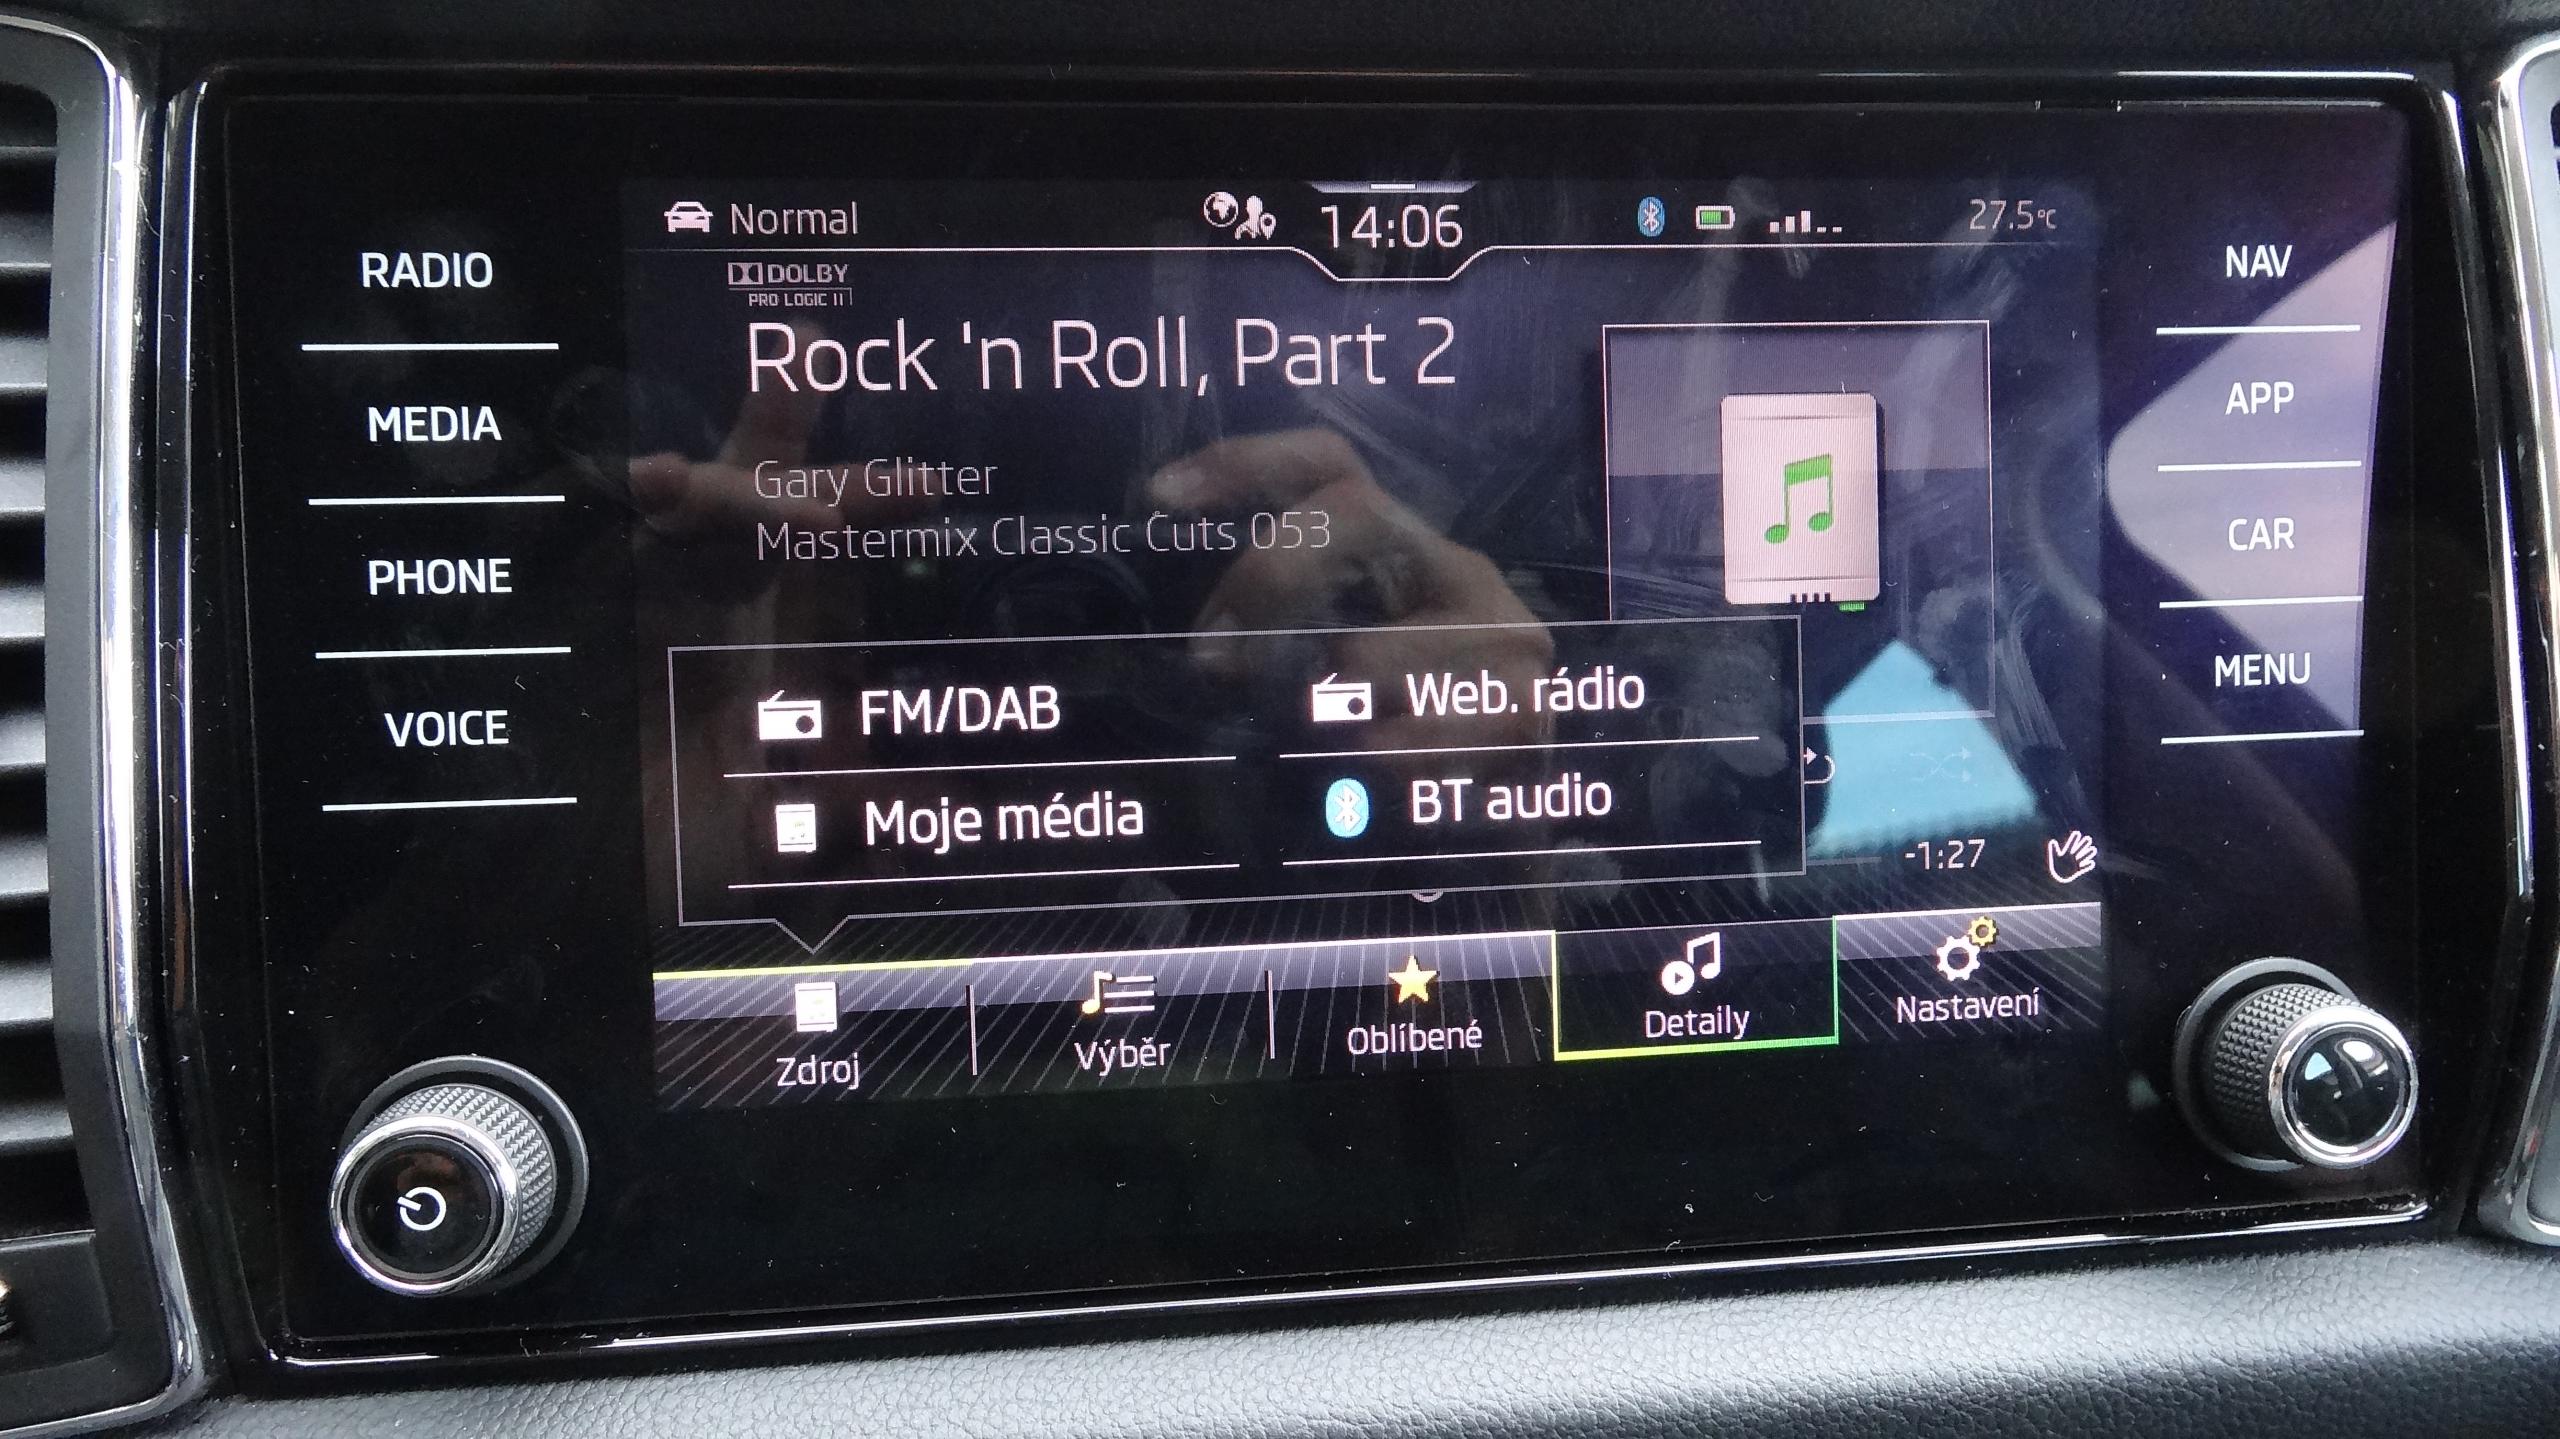 RADIO
MEDIA
PHONE
VOICE
Normal
14:06
27.5°C
DOLBY
PRO LOGIC II
Rock 'n Roll, Part 2
Gary Glitter
Mastermix Classic Cuts 053
FM/DAB
Web. rádio
Moje média
BT audio
-1:27
Zdroj
Výběr
Oblíbené
Detaily
Nastavení
NAV
APP
CAR
MENU